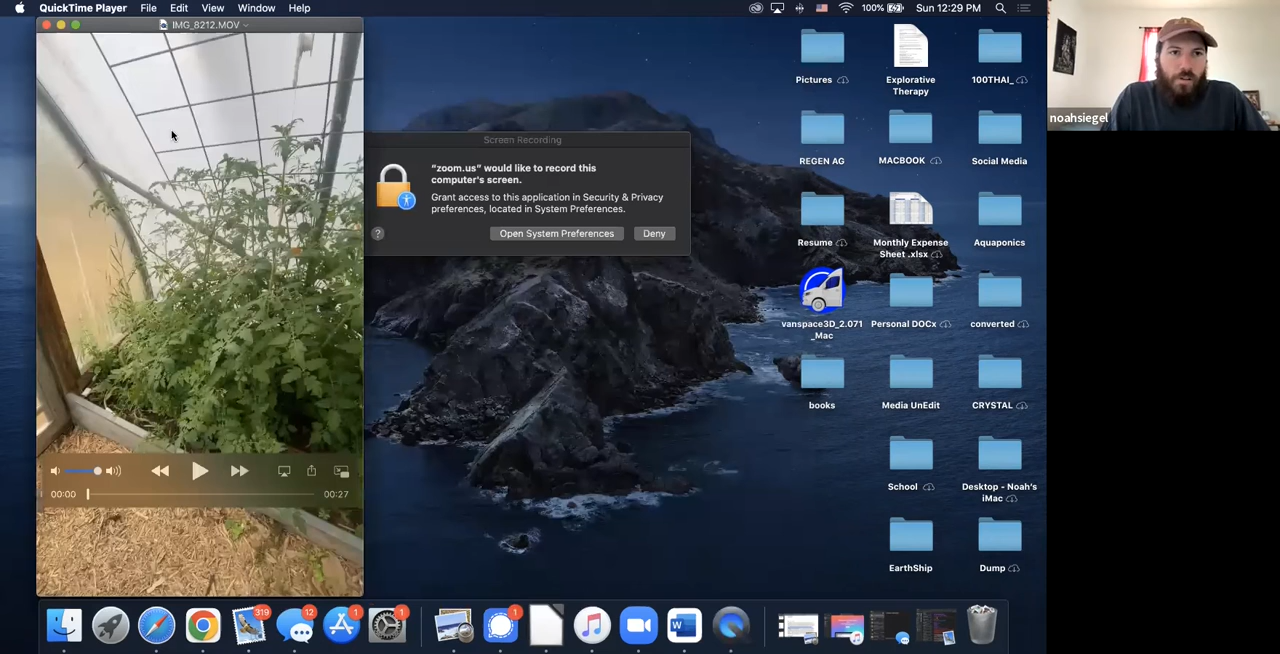 QuickTime Player File Edit View Window Help
100% Sun 12:29 PM
IMG_8212.MOV
Screen Recording
“zoom.us” would like to record this
computer's screen.
Grant access to this application in Security & Privacy
preferences, located in System Preferences.
? Open System Preferences Deny
00:00 00:27
Pictures
Explorative
Therapy
100THAI_
REGEN AG
MACBOOK
Social Media
Resume
Monthly Expense
Sheet .xlsx
Aquaponics
vanspace3D_2.071
_Mac
Personal DOCx
converted
books
Media UnEdit
CRYSTAL
School
Desktop - Noah's
iMac
EarthShip
Dump
noahsiegel
319 12 1 1 1
W